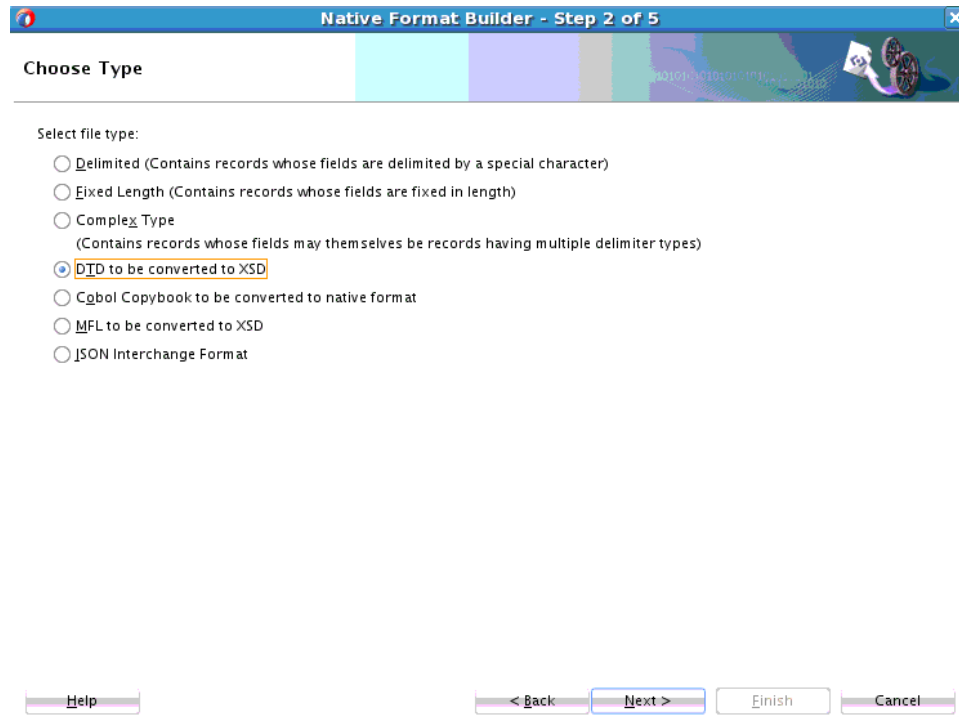 Native Format Builder - Step 2 of 5
Choose Type
Select file type:
Delimited (Contains records whose fields are delimited by a special character)
Fixed Length (Contains records whose fields are fixed in length)
Complex Type
(Contains records whose fields may themselves be records having multiple delimiter types)
DTD to be converted to XSD
Cobol Copybook to be converted to native format
MFL to be converted to XSD
JSON Interchange Format
Help
< Back
Next >
Finish
Cancel